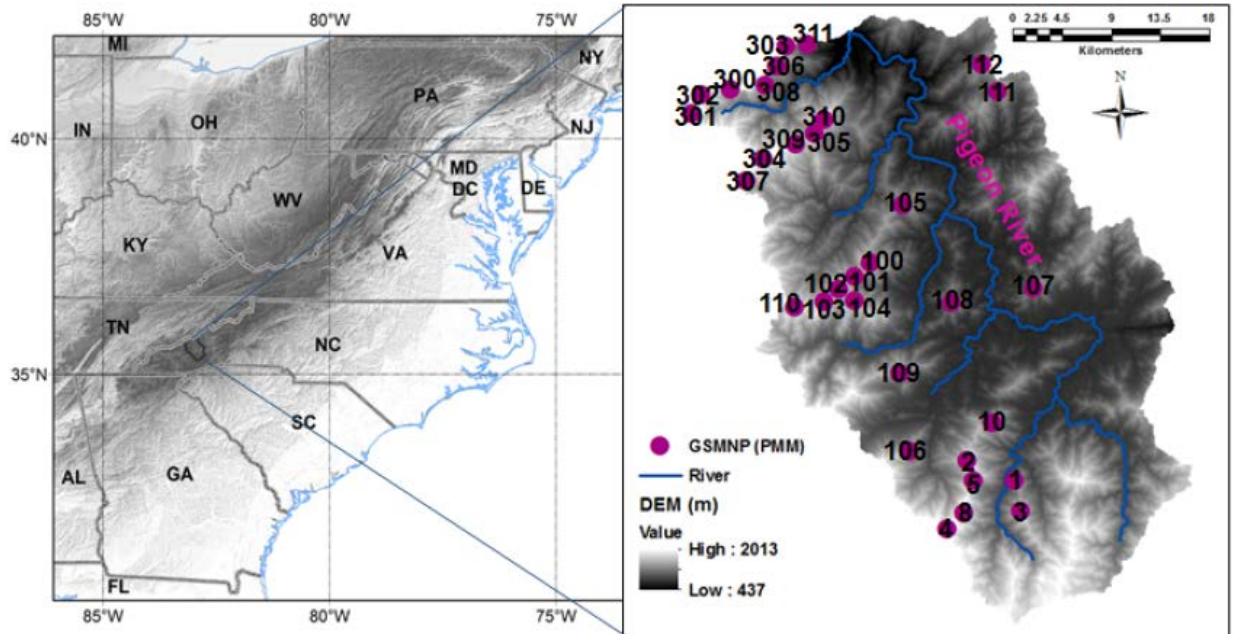 85°W 80°W 75°W
MI
NY
PA
IN
OH
NJ
40°N
MD
DC
DE
WV
KY
VA
TN
NC
35°N
SC
AL
GA
FL
85°W 80°W 75°W
0 2.25 4.5 9 13.5 18
Kilometers
N
303 311
306
112
300
308
111
302
301
310
309 305
304
307
Pigeon River
105
100
101
102
107
110 103 104
108
109
10
106
2
5 1
8 3
4
GSMNP (PMM)
River
DEM (m)
Value
High : 2013
Low : 437